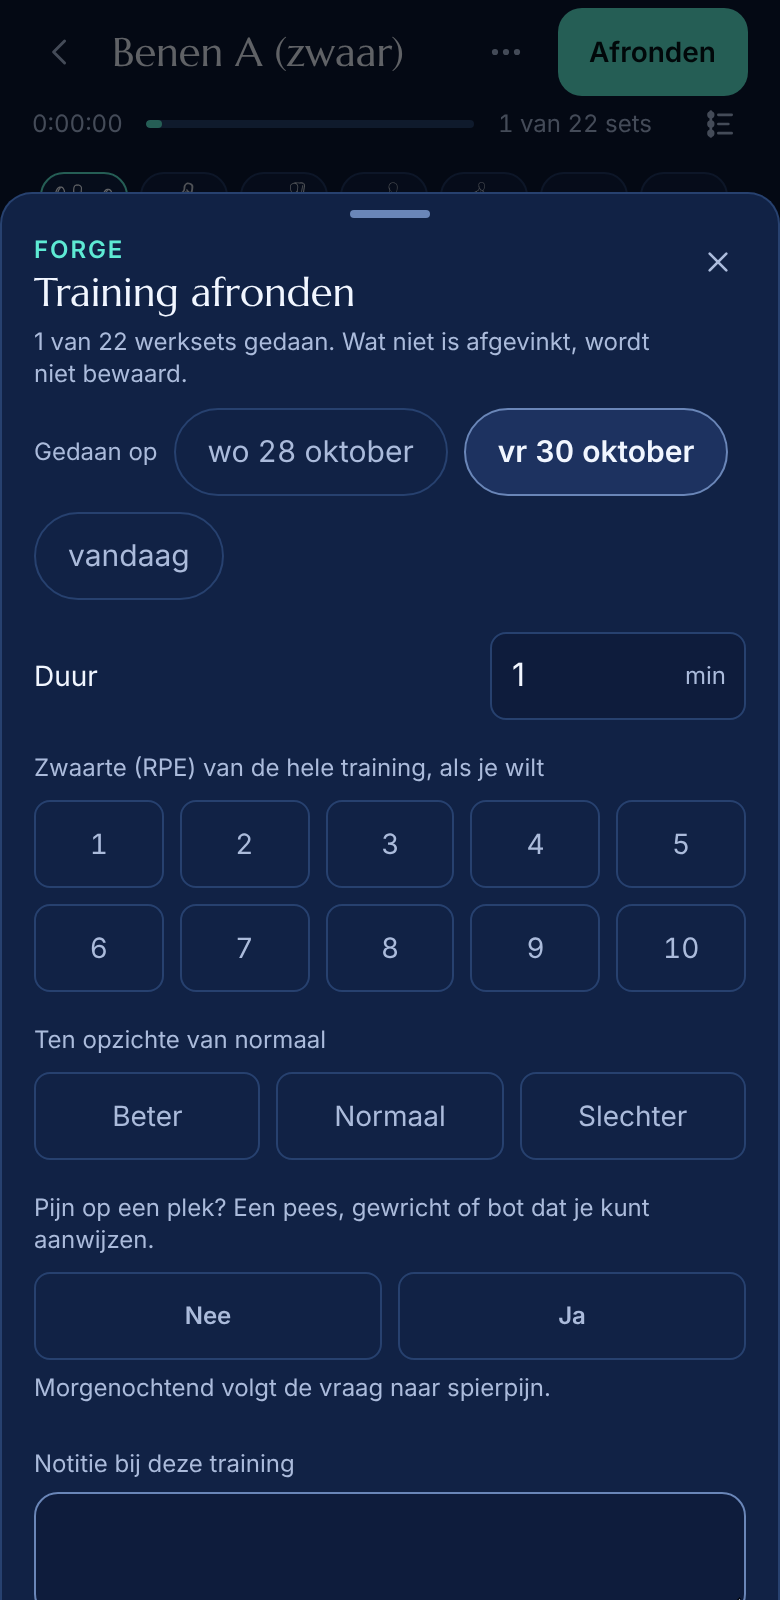 Benen A (zwaar)
Afronden
0:00:00
1 van 22 sets
FORGE
Training afronden
1 van 22 werksets gedaan. Wat niet is afgevinkt, wordt
niet bewaard.
Gedaan op
wo 28 oktober
vr 30 oktober
vandaag
Duur
1 min
Zwaarte (RPE) van de hele training, als je wilt
1 2 3 4 5
6 7 8 9 10
Ten opzichte van normaal
Beter Normaal Slechter
Pijn op een plek? Een pees, gewricht of bot dat je kunt
aanwijzen.
Nee Ja
Morgenochtend volgt de vraag naar spierpijn.
Notitie bij deze training